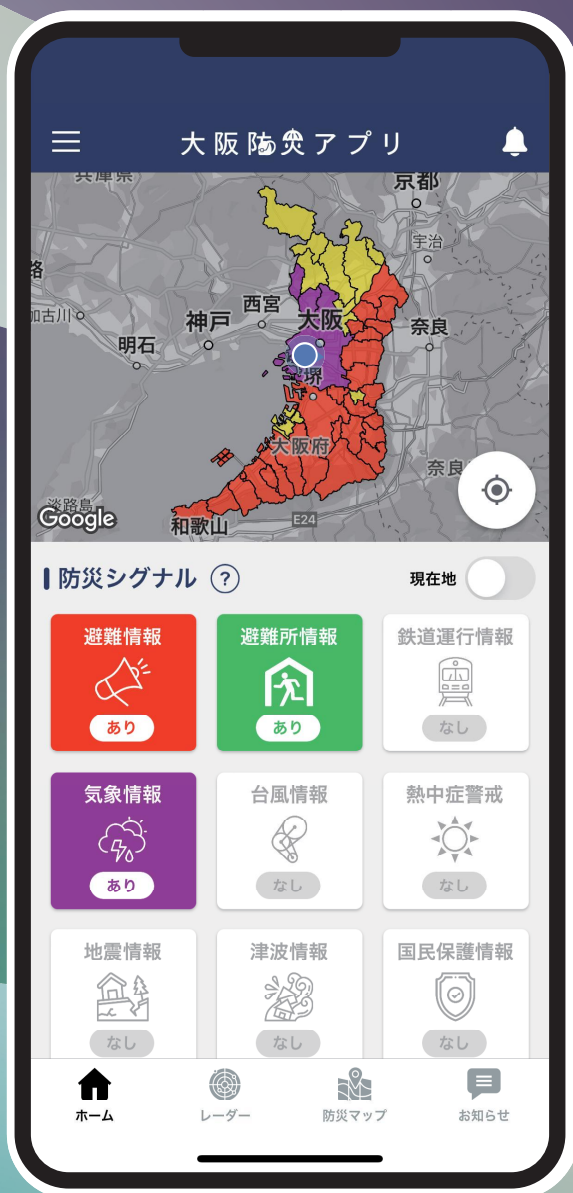 大阪防災アプリ
兵庫県
京都
宇治
路
加古川
西宮
神戸
大阪
奈良
明石
堺
大阪府
奈良
淡路島
Google
和歌山
E24
防災シグナル ?
現在地
避難情報 避難所情報 鉄道運行情報
あり あり なし
気象情報 台風情報 熱中症警戒
あり なし なし
地震情報 津波情報 国民保護情報
なし なし なし
ホーム レーダー 防災マップ お知らせ